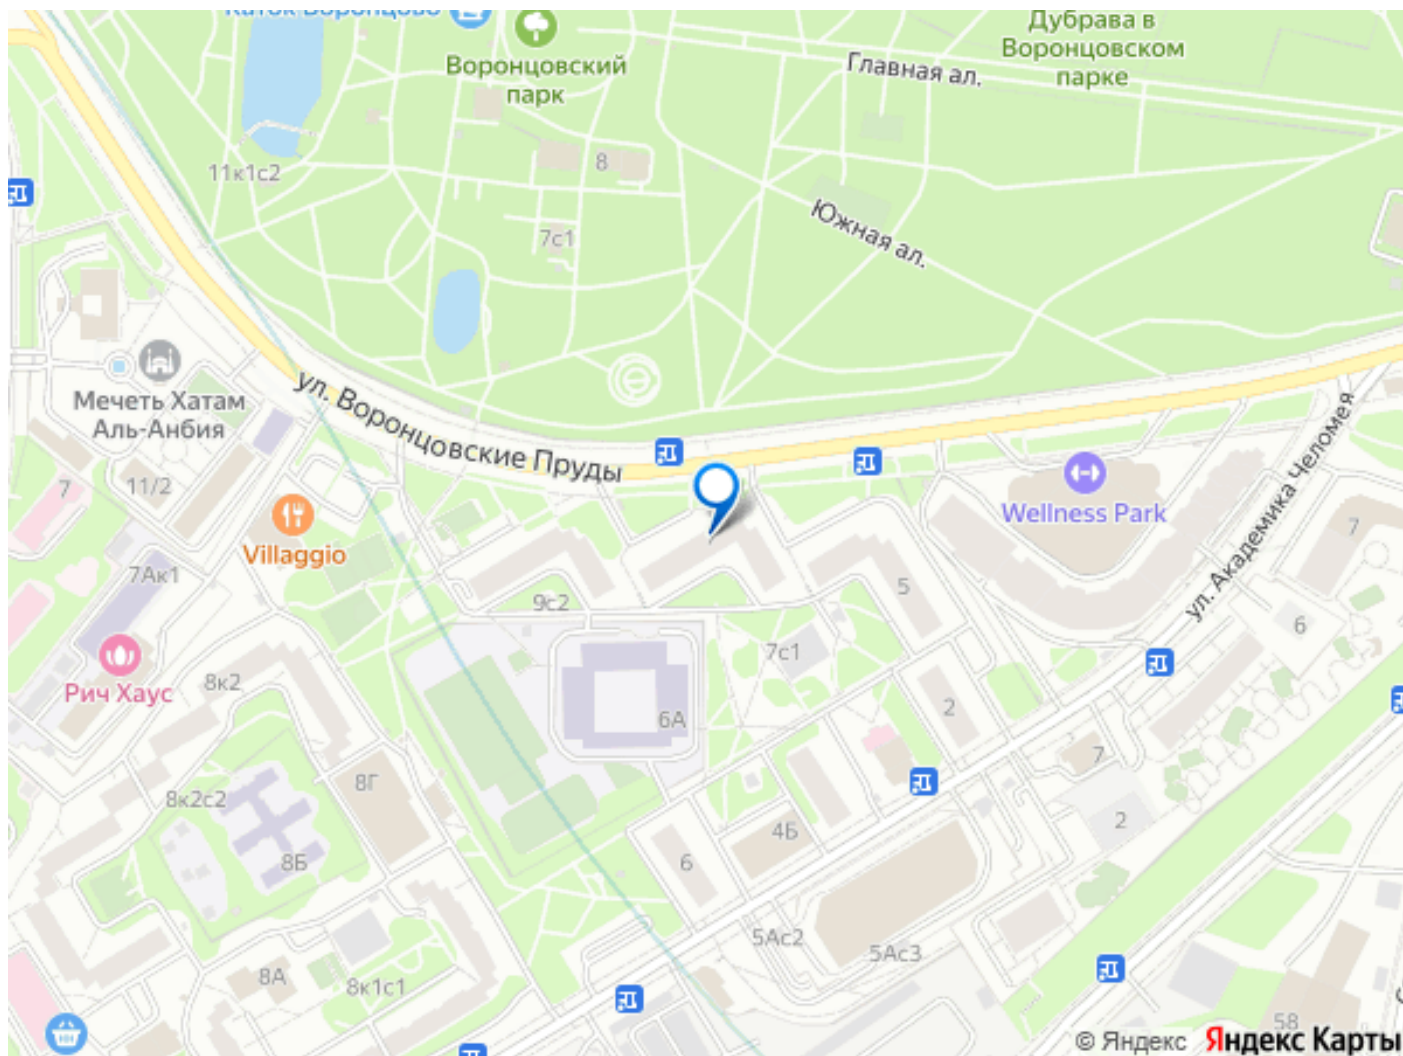 Каток Воронцово
Дубрава в
Воронцовском
парке
Воронцовский
парк
Главная ал.
11к1с2
8
7с1
Южная ал.
Мечеть Хатам
Аль-Анбия
ул. Воронцовские Пруды
ул. Академика Челомея
7
11/2
Villaggio
Wellness Park
7
7Ак1
9с2
5
6
Рич Хаус
8к2
7с1
6А
2
7
8Г
8к2с2
2
4Б
8Б
6
5Ас2
5Ас3
8А
8к1с1
58
© Яндекс Яндекс Карты